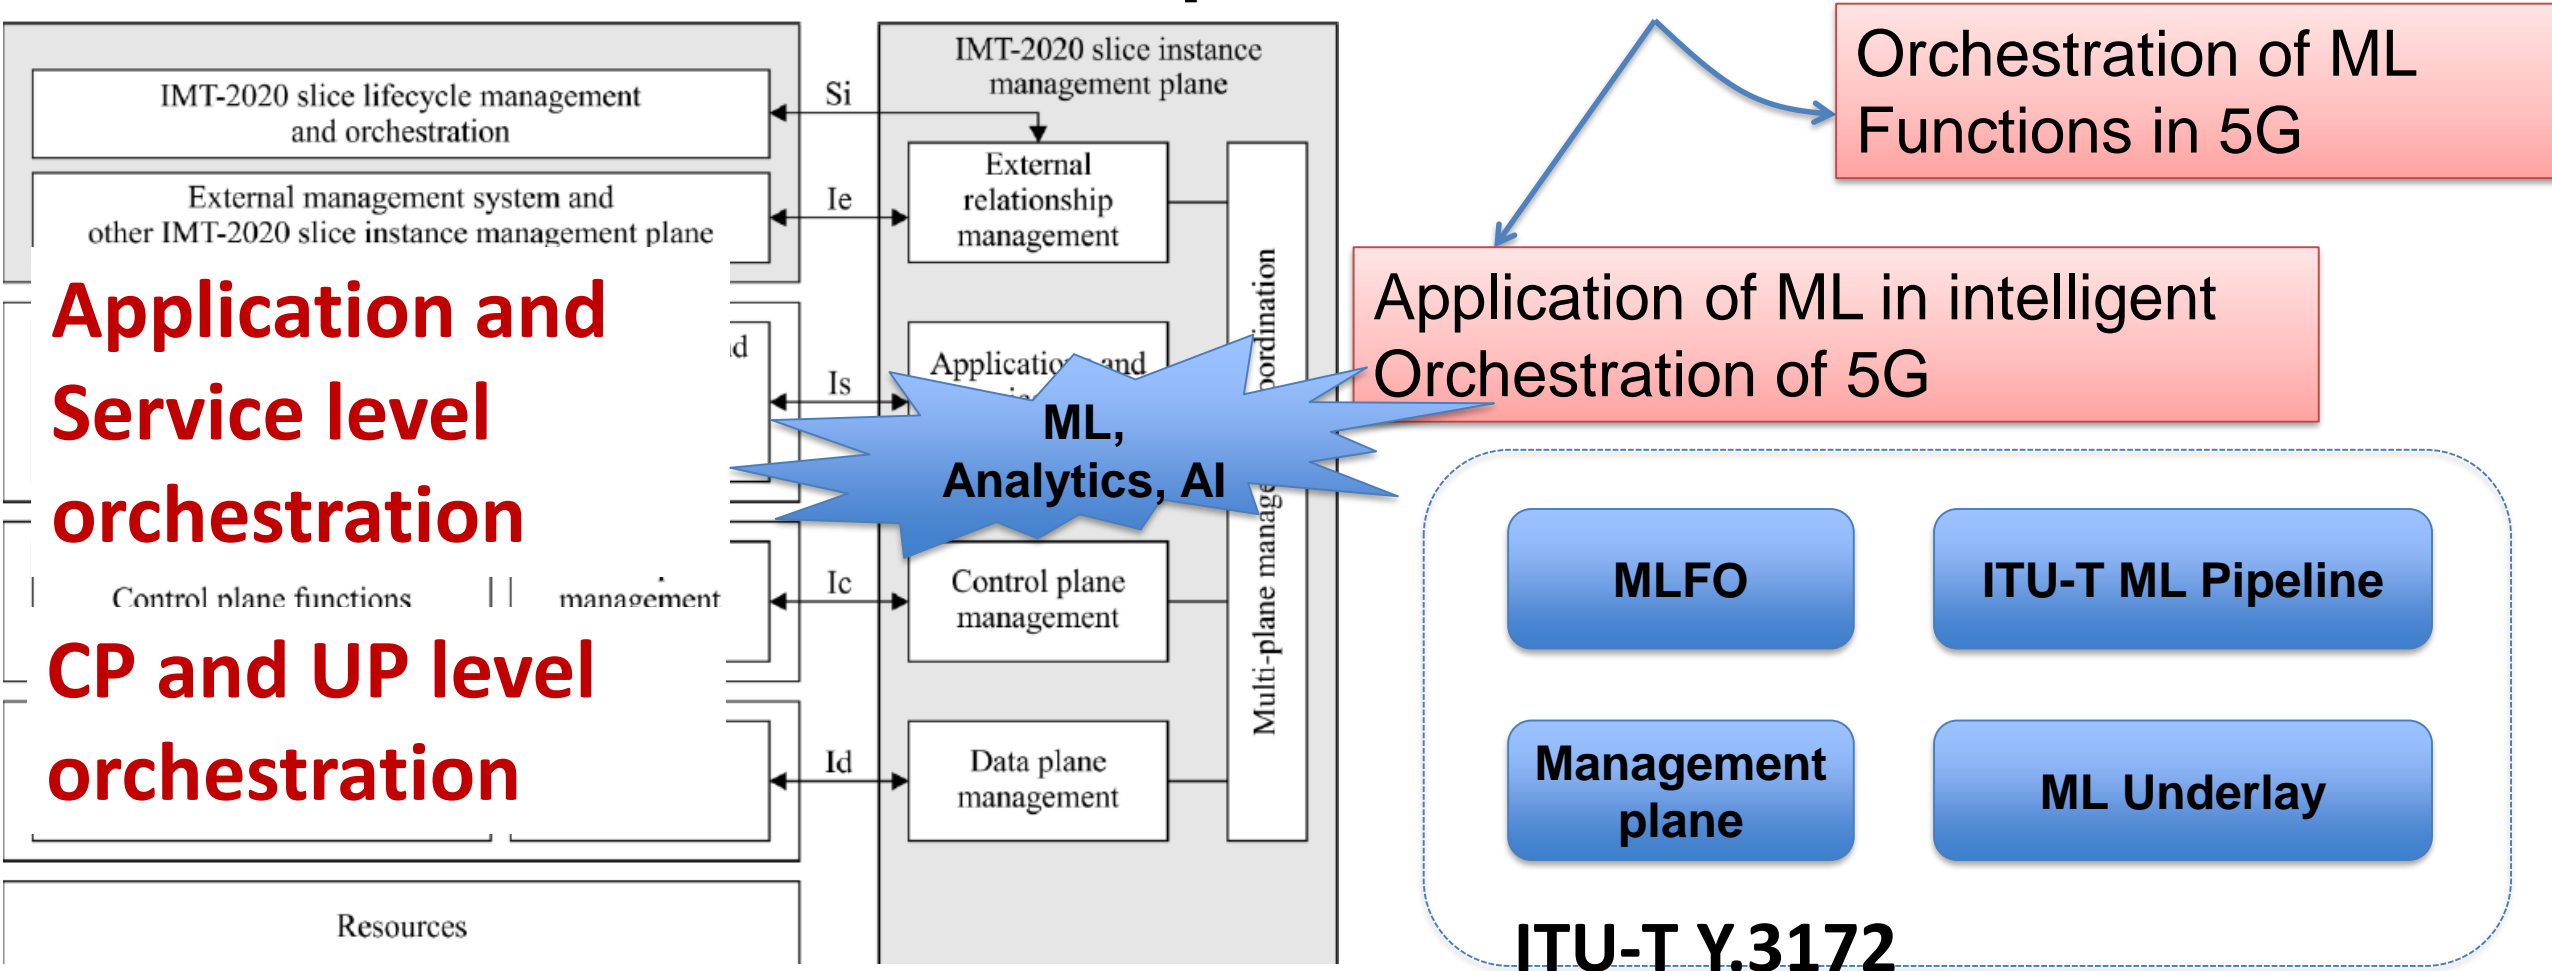 IMT-2020 slice lifecycle management
and orchestration
External management system and
other IMT-2020 slice instance management plane
Application and
Service level
orchestration
Control plane functions
management
CP and UP level
orchestration
Resources
Si
Ie
Is
Ic
Id
IMT-2020 slice instance
management plane
External
relationship
management
Application and
ML,
Analytics, AI
Control plane
management
Data plane
management
Multi-plane manage
oordination
Orchestration of ML
Functions in 5G
Application of ML in intelligent
Orchestration of 5G
MLFO
ITU-T ML Pipeline
Management
plane
ML Underlay
ITU-T Y.3172